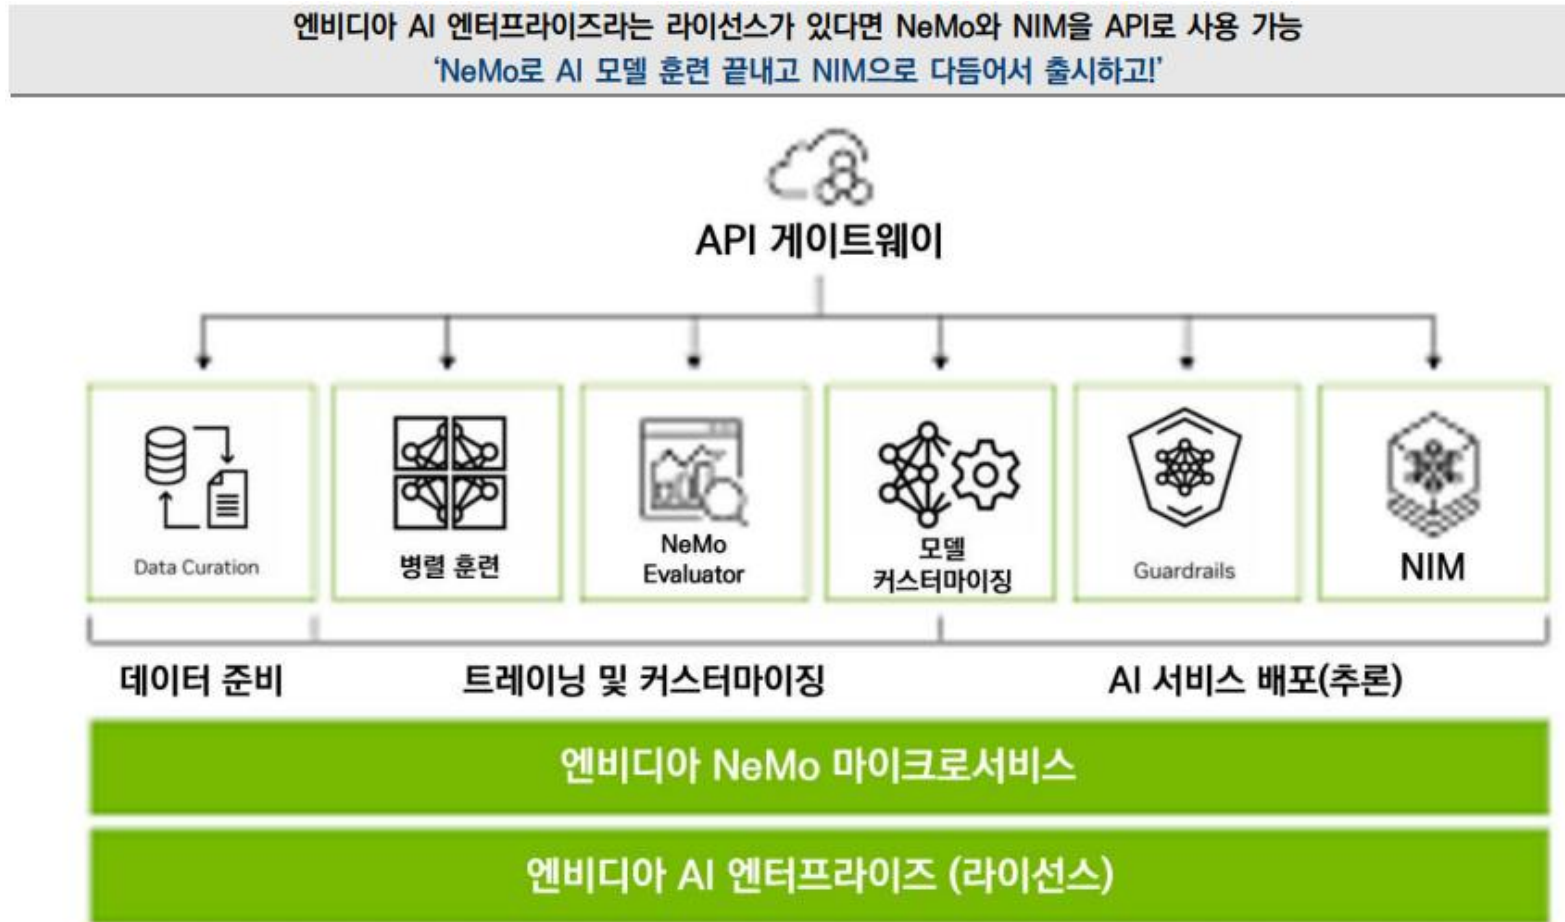 엔비디아 AI 엔터프라이즈라는 라이선스가 있다면 NeMo와 NIM을 API로 사용 가능
‘NeMo로 AI 모델 훈련 끝내고 NIM으로 다듬어서 출시하고!’
API 게이트웨이
Data Curation
병렬 훈련
NeMo
Evaluator
모델
커스터마이징
Guardrails
NIM
데이터 준비
트레이닝 및 커스터마이징
AI 서비스 배포(추론)
엔비디아 NeMo 마이크로서비스
엔비디아 AI 엔터프라이즈 (라이선스)